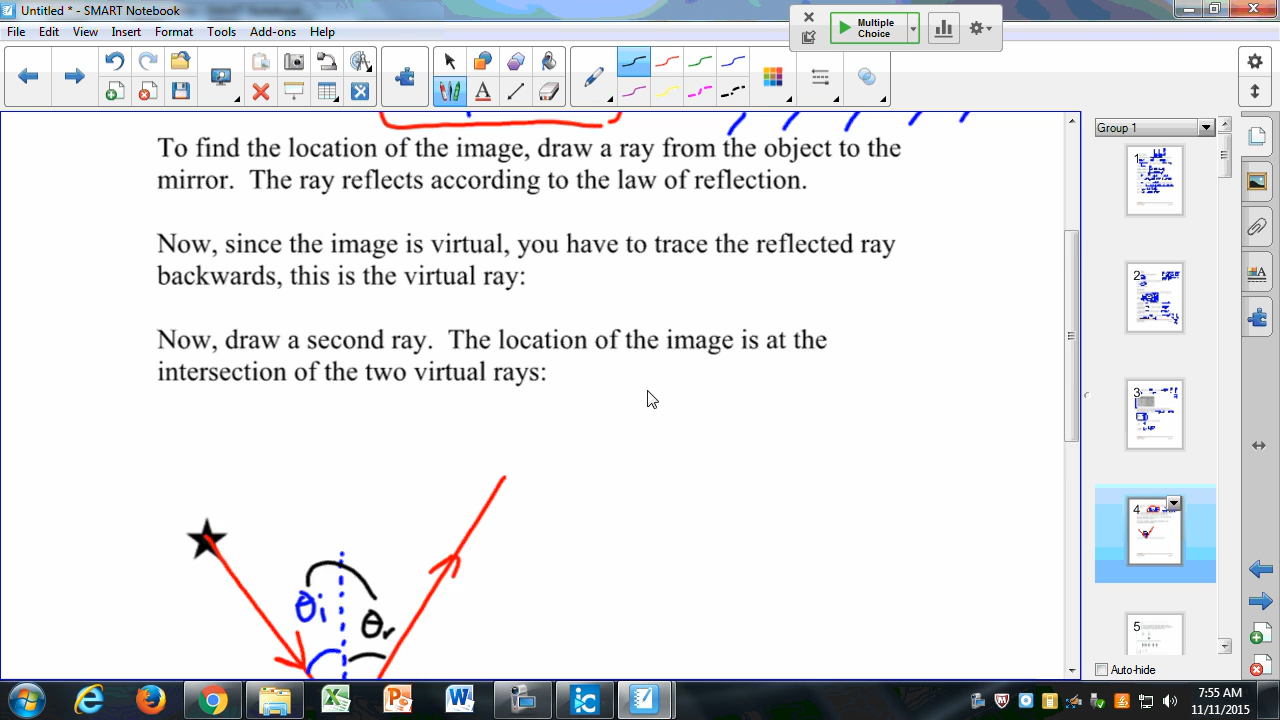 Untitled * - SMART Notebook
Multiple
Choice
File Edit View Insert Format Tools Add-ons Help
To find the location of the image, draw a ray from the object to the
mirror. The ray reflects according to the law of reflection.
Now, since the image is virtual, you have to trace the reflected ray
backwards, this is the virtual ray:
Now, draw a second ray. The location of the image is at the
intersection of the two virtual rays:
θi
θr
Group 1
1
2
3
4
5
Auto-hide
7:55 AM
11/11/2015